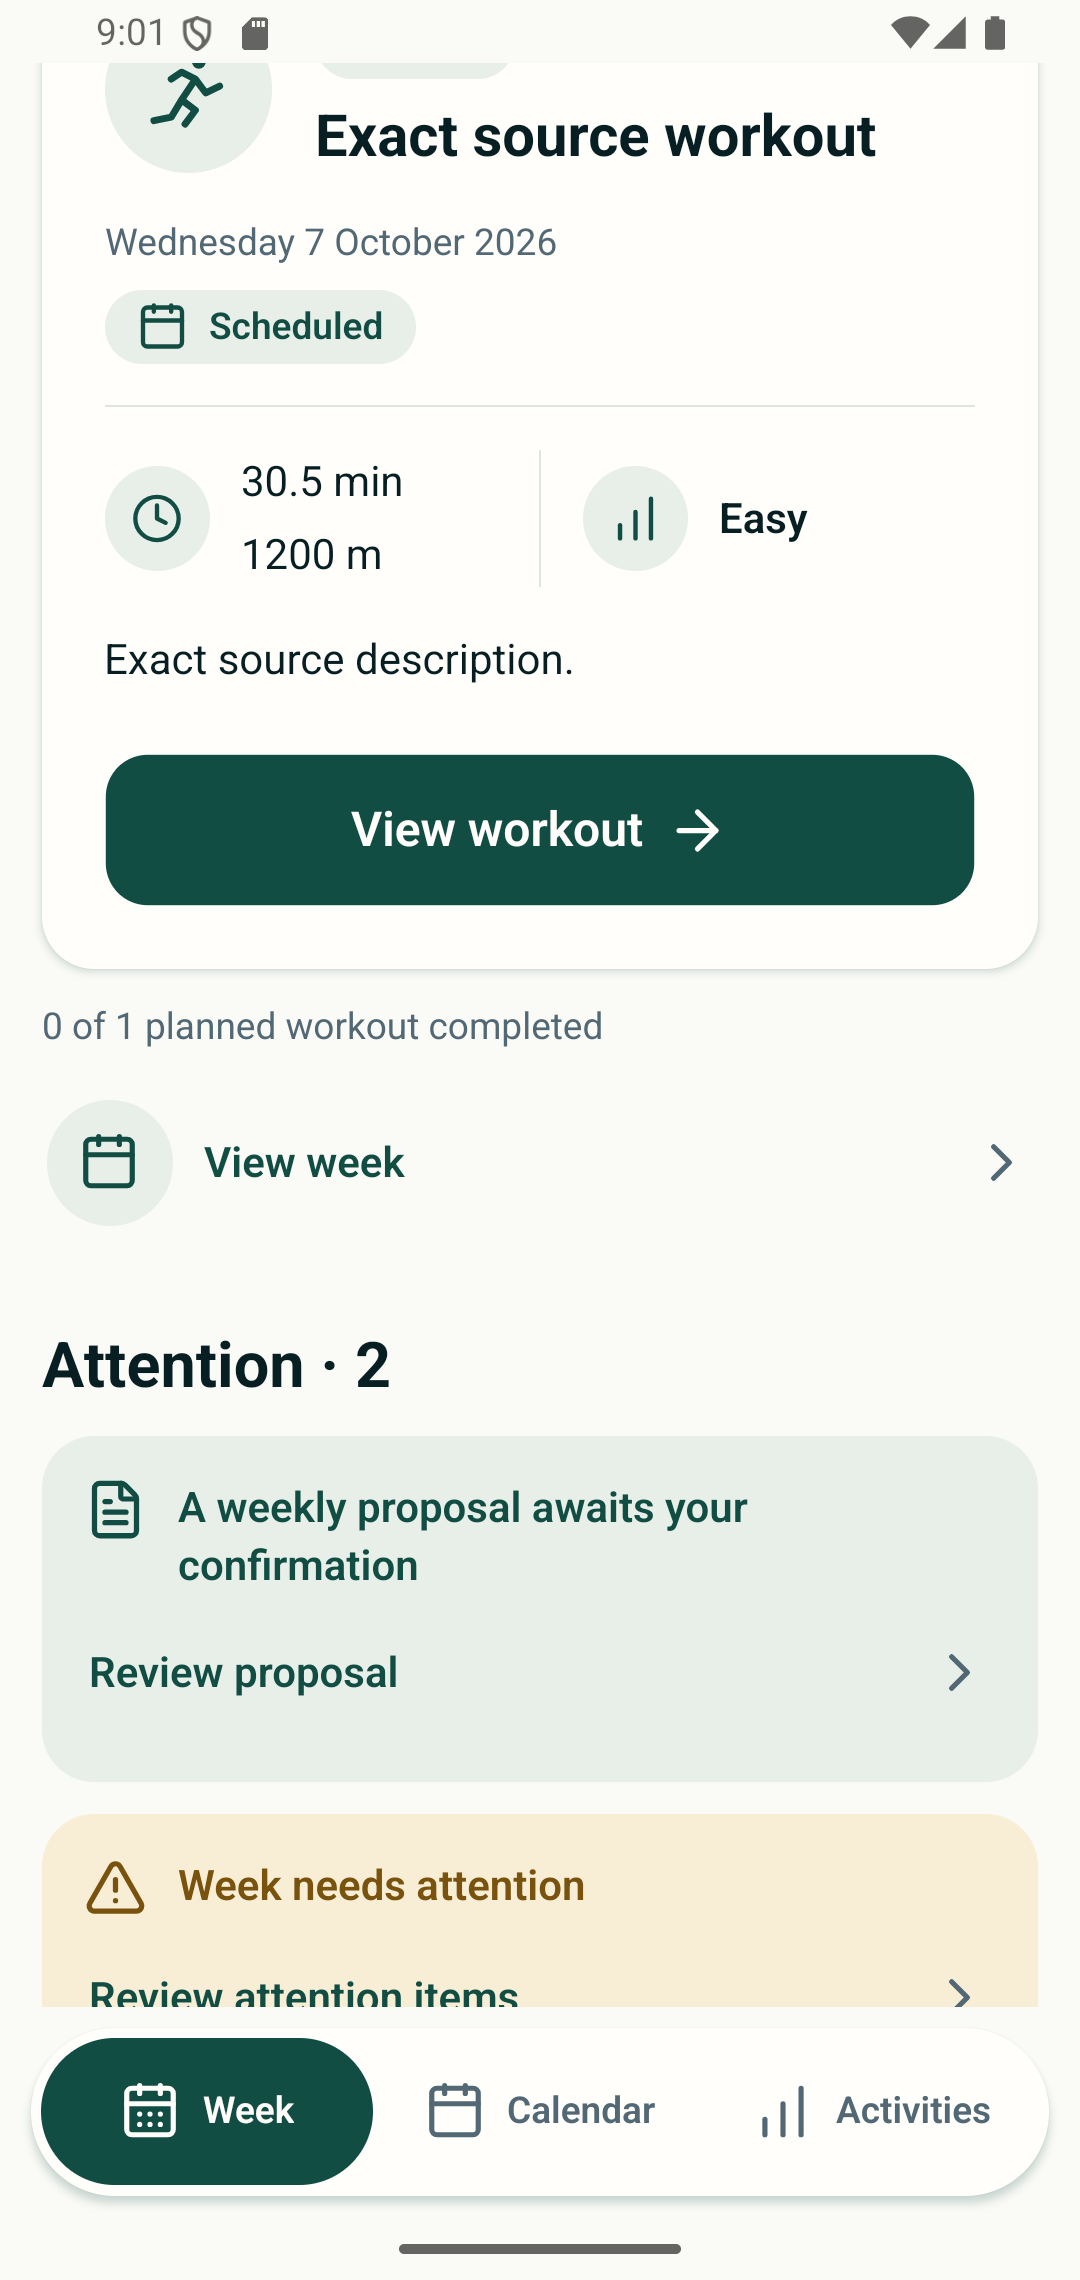 9:01
Exact source workout
Wednesday 7 October 2026
Scheduled
30.5 min
1200 m
Easy
Exact source description.
View workout
0 of 1 planned workout completed
View week
Attention · 2
A weekly proposal awaits your
confirmation
Review proposal
Week needs attention
Review attention items
Week
Calendar
Activities